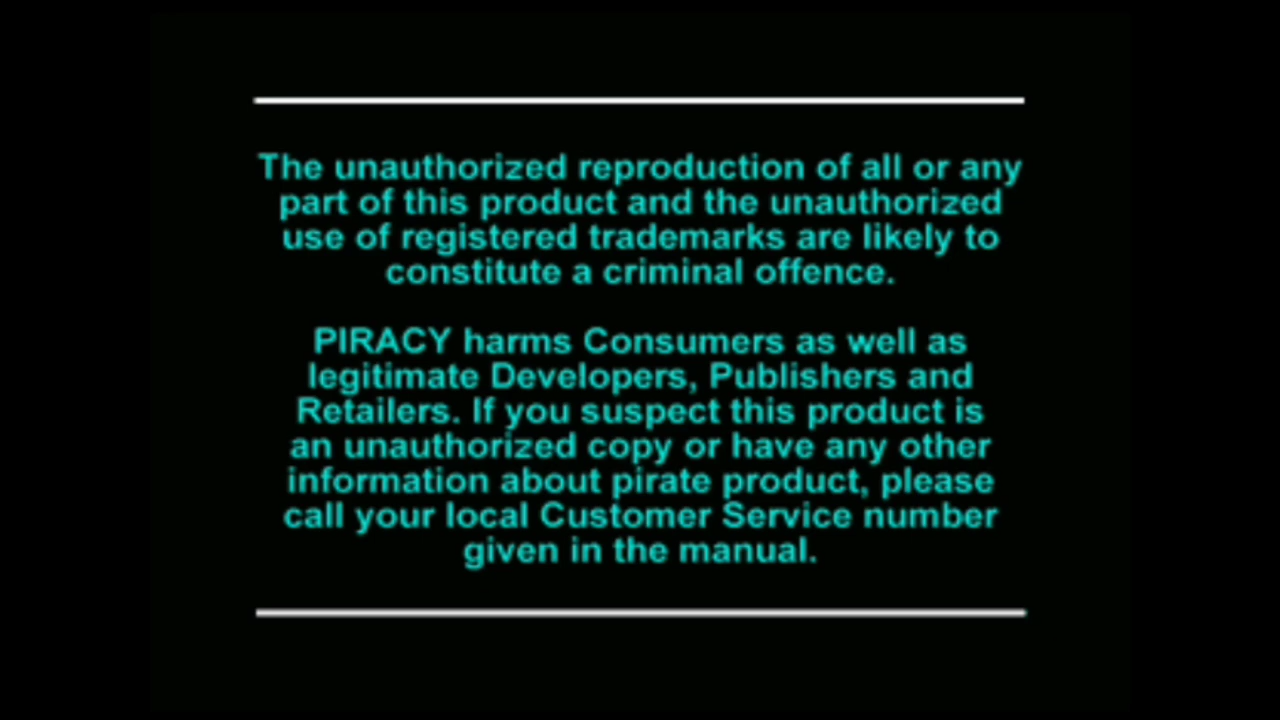 The unauthorized reproduction of all or any
part of this product and the unauthorized
use of registered trademarks are likely to
constitute a criminal offence.
PIRACY harms Consumers as well as
legitimate Developers, Publishers and
Retailers. If you suspect this product is
an unauthorized copy or have any other
information about pirate product, please
call your local Customer Service number
given in the manual.